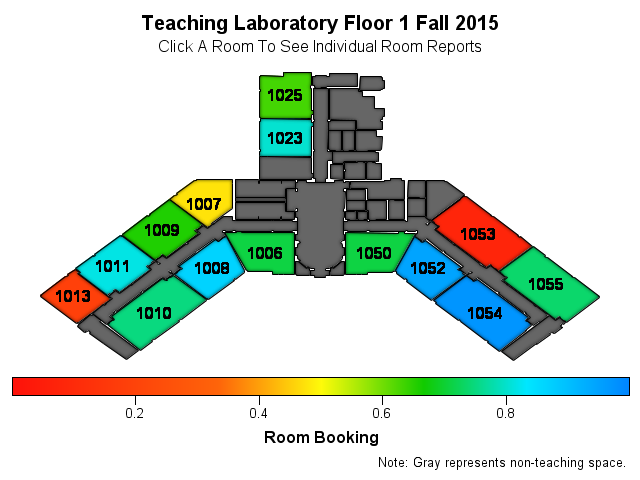 Teaching Laboratory Floor 1 Fall 2015
Click A Room To See Individual Room Reports
1025
1023
1007
1009
1053
1011
1006
1050
1013
1008
1052
1055
1010
1054
0.2 0.4 0.6 0.8
Room Booking
Note: Gray represents non-teaching space.